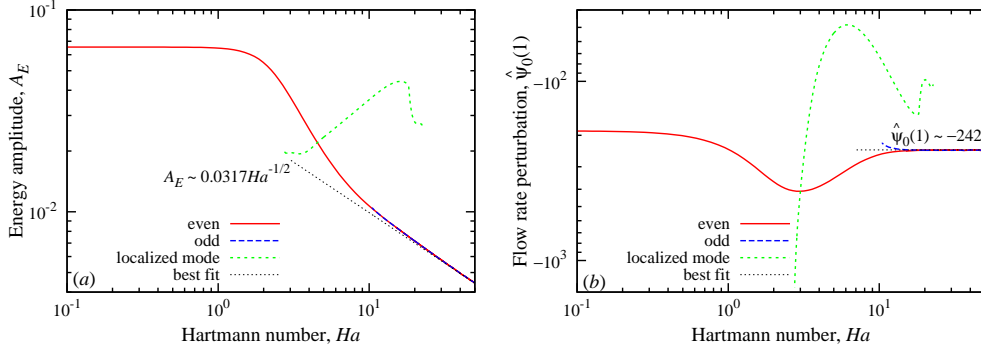 Energy amplitude, A_E
10^0
10^-1
10^-2
A_E ~ 0.0317Ha^-1/2
even
odd
localized mode
best fit
(a)
10^-1
10^0
10^1
Hartmann number, Ha
Flow rate perturbation, ψ̂_0(1)
-10^2
-10^3
ψ̂_0(1) ~ -242
even
odd
localized mode
best fit
(b)
10^-1
10^0
10^1
Hartmann number, Ha